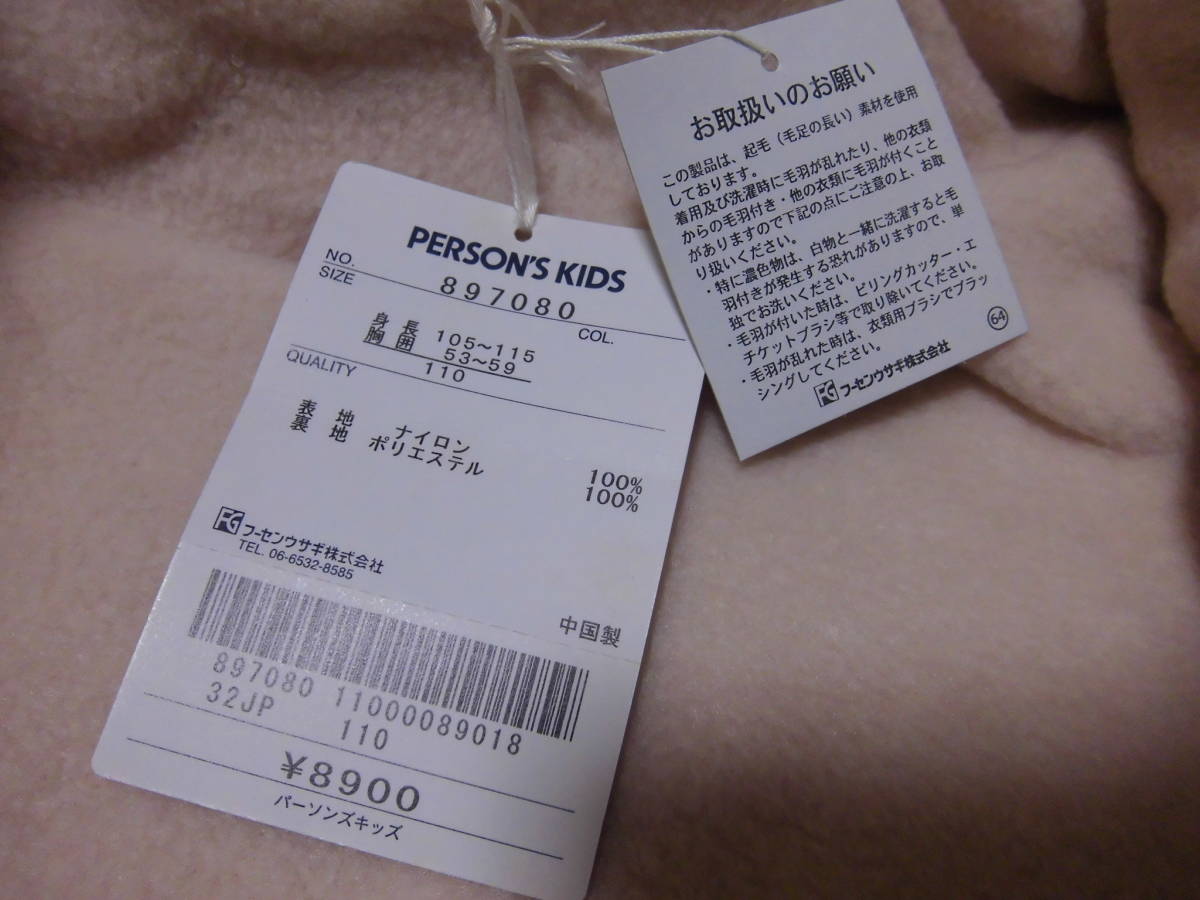 PERSON'S KIDS
NO. 897080
SIZE COL.
身長 105~115
胸囲 53~59
110
QUALITY
表地 ナイロン 100%
裏地 ポリエステル 100%
FG フーセンウサギ株式会社
TEL. 06-6532-8585
中国製
897080 11000089018
32JP 110
¥8900
パーソンズキッズ
お取扱いのお願い
この製品は、起毛(毛足の長い)素材を使用
しております。
着用及び洗濯時に毛羽が乱れたり、他の衣類
からの毛羽付き・他の衣類に毛羽が付くこと
がありますので下記の点にご注意の上、お取
り扱いください。
・特に濃色物は、白物と一緒に洗濯すると毛
羽付きが発生する恐れがありますので、単
独でお洗いください。
・毛羽が付いた時は、ピリングカッター・エ
チケットブラシ等で取り除いてください。
・毛羽が乱れた時は、衣類用ブラシでブラッ
シングしてください。
64
FG フーセンウサギ株式会社